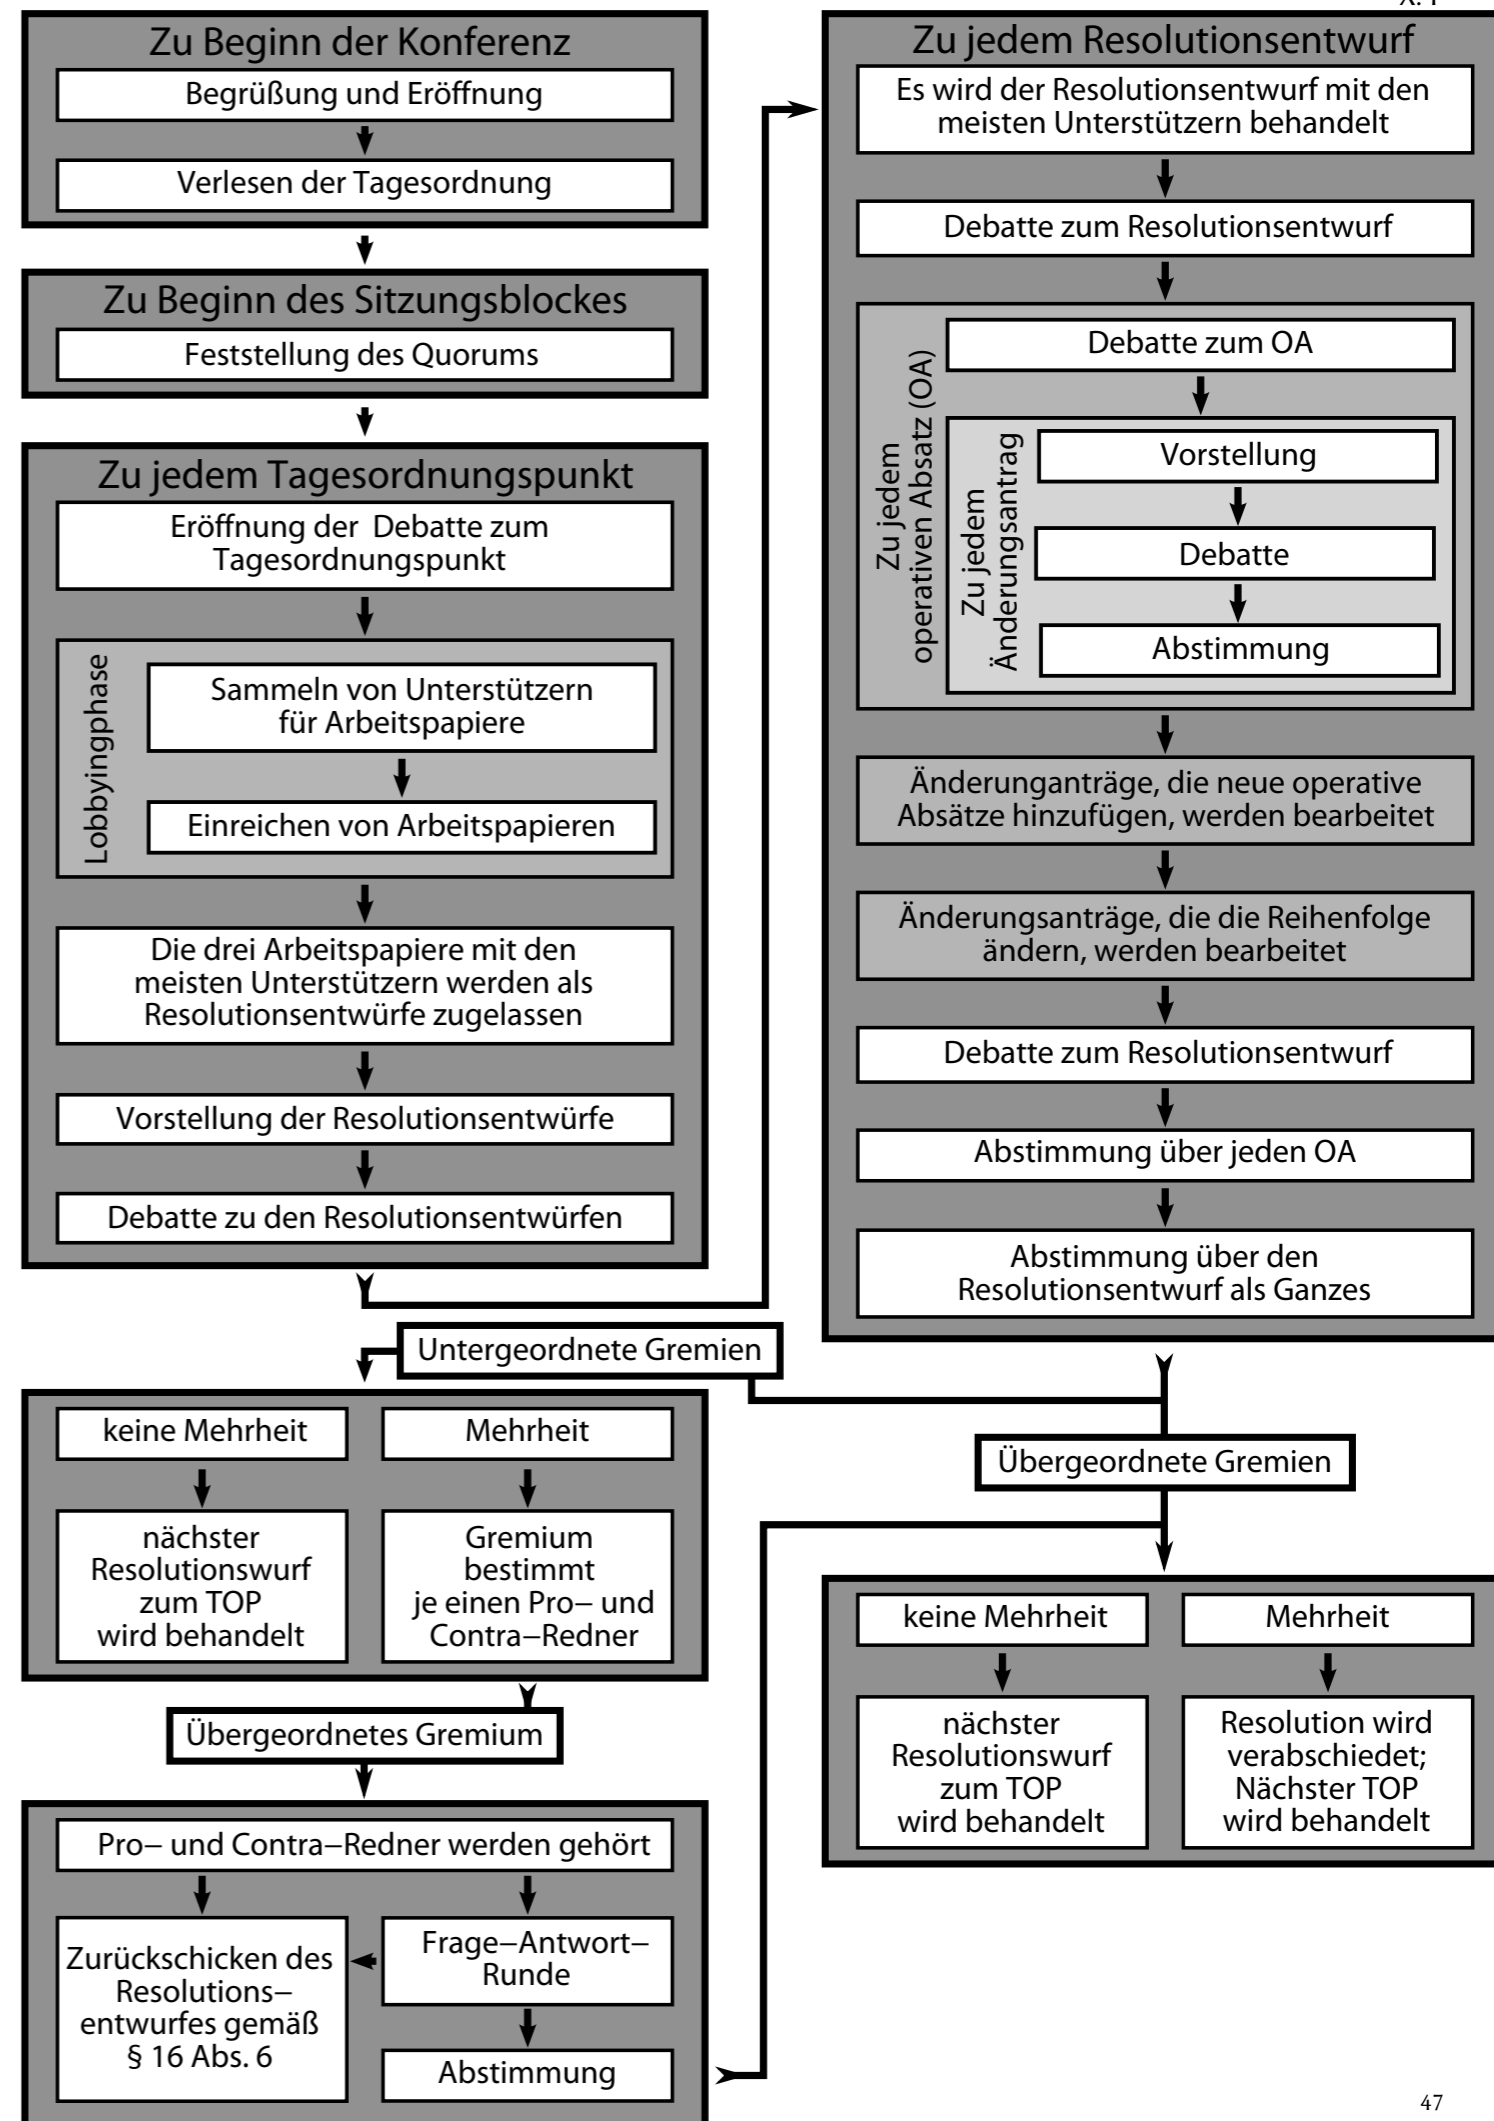 Zu Beginn der Konferenz
Begrüßung und Eröffnung
Verlesen der Tagesordnung
Zu Beginn des Sitzungsblockes
Feststellung des Quorums
Zu jedem Tagesordnungspunkt
Eröffnung der Debatte zum
Tagesordnungspunkt
Lobbyingphase
Sammeln von Unterstützern
für Arbeitspapiere
Einreichen von Arbeitspapieren
Die drei Arbeitspapiere mit den
meisten Unterstützern werden als
Resolutionsentwürfe zugelassen
Vorstellung der Resolutionsentwürfe
Debatte zu den Resolutionsentwürfen
Zu jedem Resolutionsentwurf
Es wird der Resolutionsentwurf mit den
meisten Unterstützern behandelt
Debatte zum Resolutionsentwurf
Zu jedem
operativen Absatz (OA)
Debatte zum OA
Zu jedem
Änderungsantrag
Vorstellung
Debatte
Abstimmung
Änderunganträge, die neue operative
Absätze hinzufügen, werden bearbeitet
Änderungsanträge, die die Reihenfolge
ändern, werden bearbeitet
Debatte zum Resolutionsentwurf
Abstimmung über jeden OA
Abstimmung über den
Resolutionsentwurf als Ganzes
Untergeordnete Gremien
keine Mehrheit
nächster
Resolutionswurf
zum TOP
wird behandelt
Mehrheit
Gremium
bestimmt
je einen Pro– und
Contra–Redner
Übergeordnetes Gremium
Pro– und Contra–Redner werden gehört
Zurückschicken des
Resolutions–
entwurfes gemäß
§ 16 Abs. 6
Frage–Antwort–
Runde
Abstimmung
Übergeordnete Gremien
keine Mehrheit
nächster
Resolutionswurf
zum TOP
wird behandelt
Mehrheit
Resolution wird
verabschiedet;
Nächster TOP
wird behandelt
47